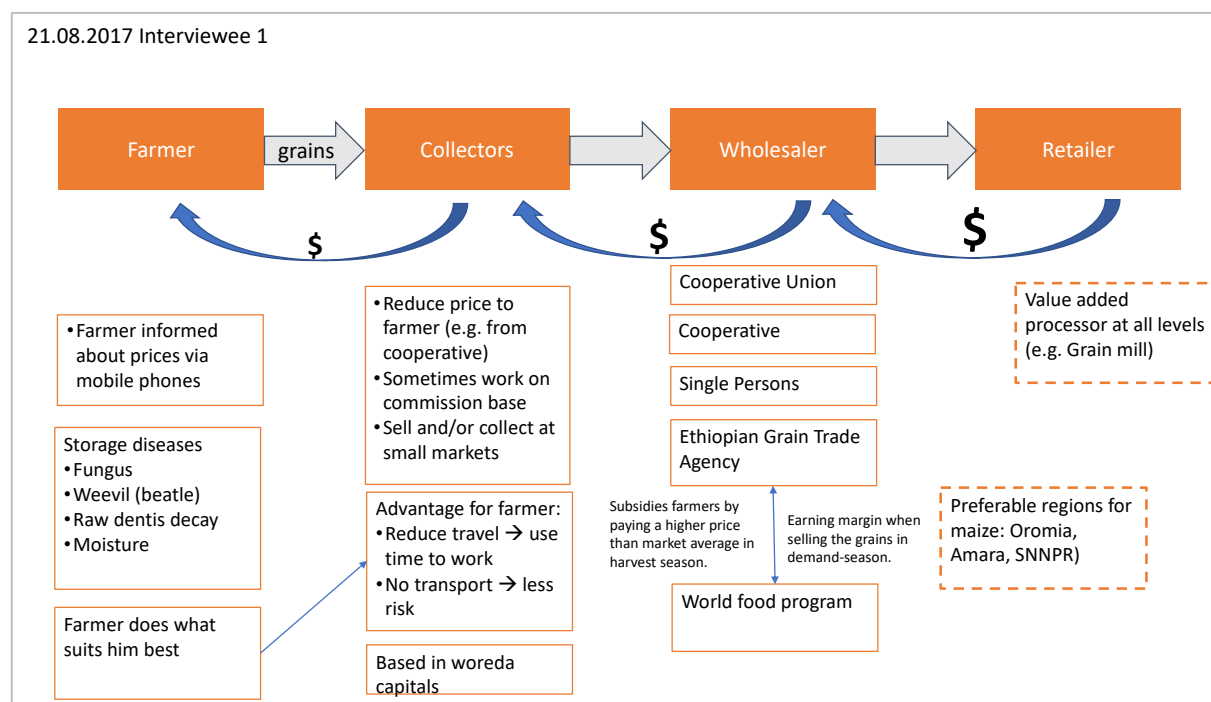 21.08.2017 Interviewee 1
Farmer
grains
Collectors
Wholesaler
Retailer
$
$
$
•Farmer informed
about prices via
mobile phones
Storage diseases
•Fungus
•Weevil (beatle)
•Raw dentis decay
•Moisture
Farmer does what
suits him best
•Reduce price to
farmer (e.g. from
cooperative)
•Sometimes work on
commission base
•Sell and/or collect at
small markets
Advantage for farmer:
•Reduce travel → use
time to work
•No transport → less
risk
Based in woreda
capitals
Cooperative Union
Cooperative
Single Persons
Ethiopian Grain Trade
Agency
Subsidies farmers by
paying a higher price
than market average in
harvest season.
Earning margin when
selling the grains in
demand-season.
World food program
Value added
processor at all levels
(e.g. Grain mill)
Preferable regions for
maize: Oromia,
Amara, SNNPR)